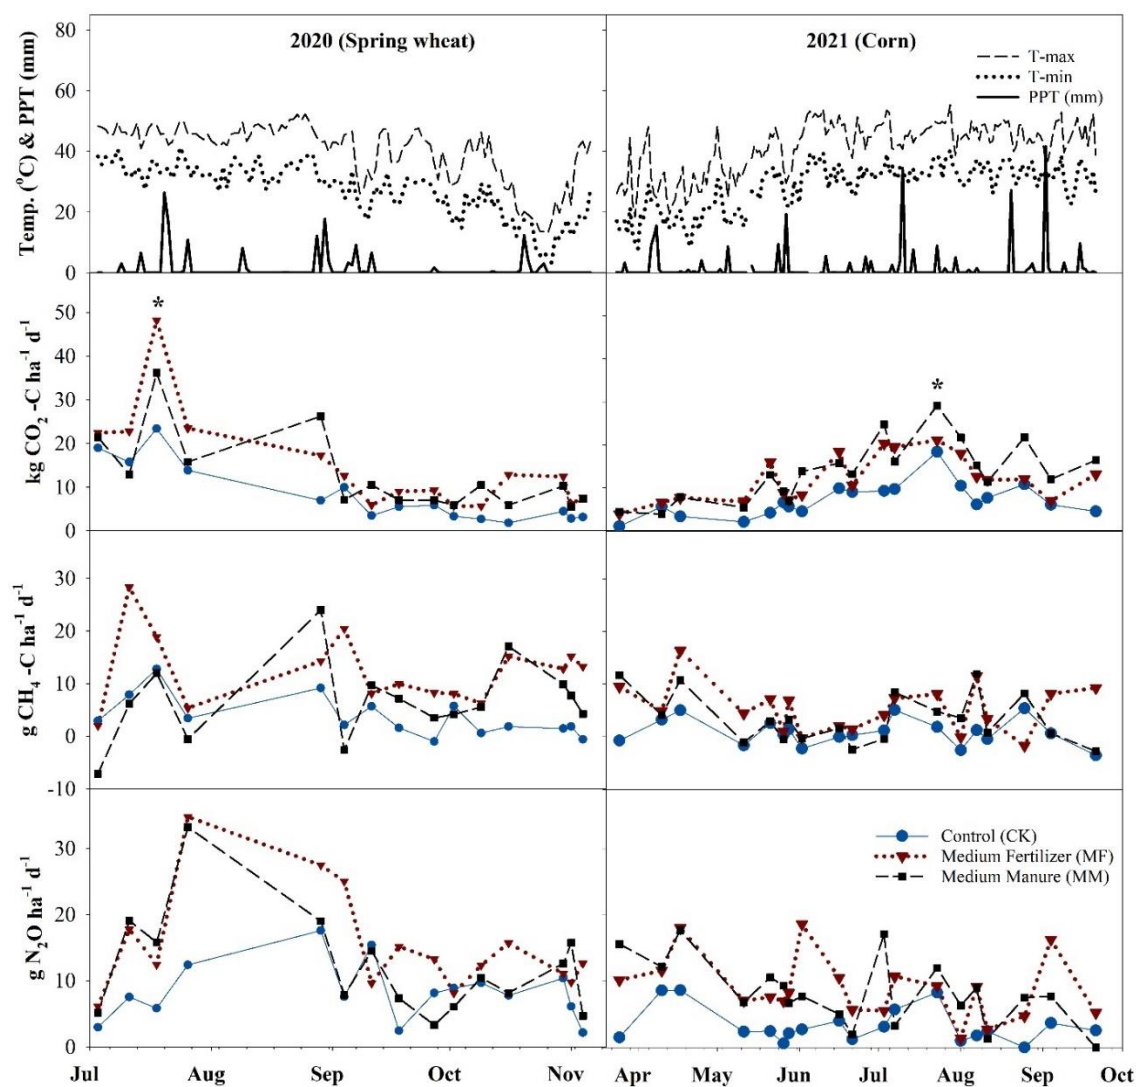 2020 (Spring wheat)
2021 (Corn)
T-max
T-min
PPT (mm)
Temp. (ºC) & PPT (mm)
80
60
40
20
0
*
*
kg CO₂ -C ha⁻¹ d⁻¹
50
40
30
20
10
0
g CH₄ -C ha⁻¹ d⁻¹
30
20
10
0
-10
Control (CK)
Medium Fertilizer (MF)
Medium Manure (MM)
g N₂O ha⁻¹ d⁻¹
30
20
10
0
Jul Aug Sep Oct Nov Apr May Jun Jul Aug Sep Oct